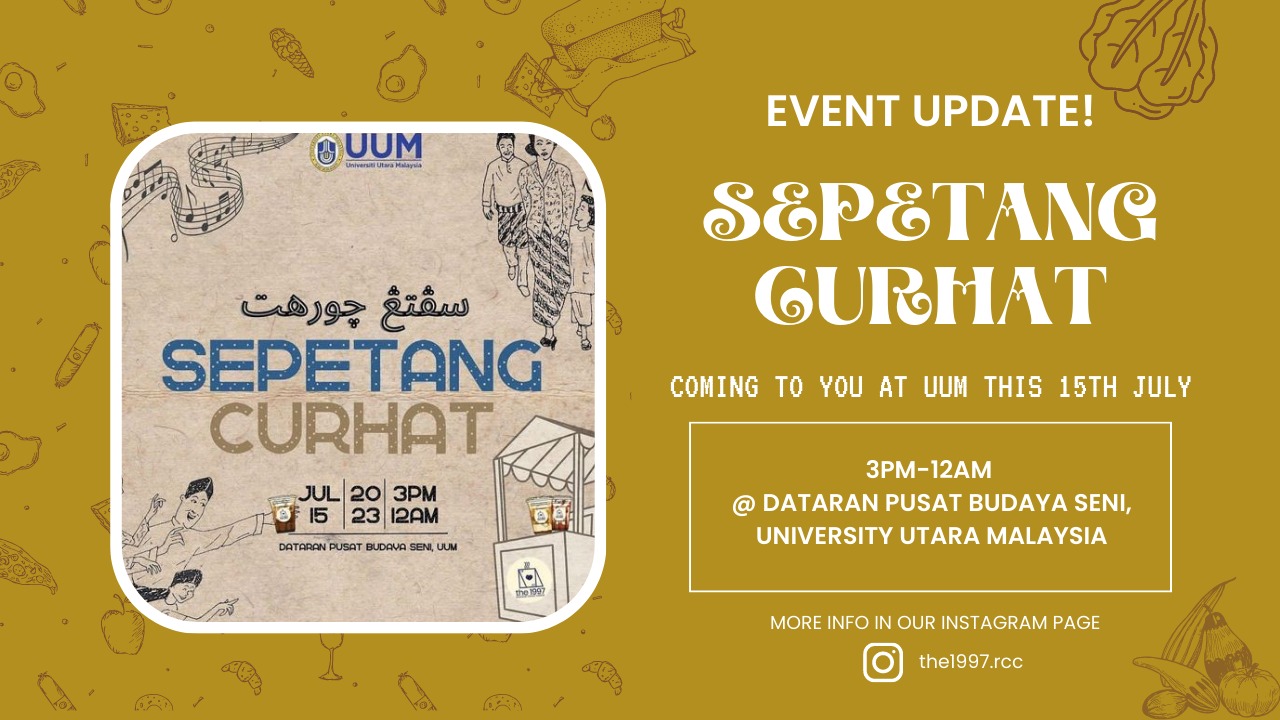 UUM
Universiti Utara Malaysia
سڤتڠ چورهت
SEPETANG
CURHAT
JUL 20 3PM
15 23 12AM
DATARAN PUSAT BUDAYA SENI, UUM
the 1997
EVENT UPDATE!
SEPETANG
CURHAT
COMING TO YOU AT UUM THIS 15TH JULY
3PM-12AM
@ DATARAN PUSAT BUDAYA SENI,
UNIVERSITY UTARA MALAYSIA
MORE INFO IN OUR INSTAGRAM PAGE
the1997.rcc